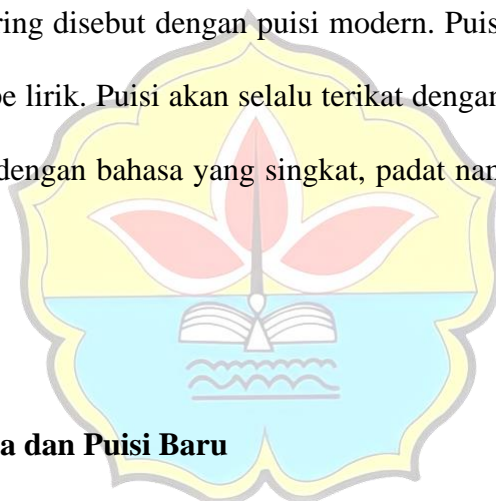 ring disebut dengan puisi modern. Puis
e lirik. Puisi akan selalu terikat dengan
dengan bahasa yang singkat, padat nam
a dan Puisi Baru